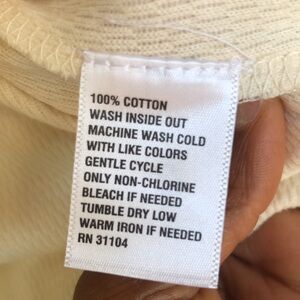 100% COTTON
WASH INSIDE OUT
MACHINE WASH COLD
WITH LIKE COLORS
GENTLE CYCLE
ONLY NON-CHLORINE
BLEACH IF NEEDED
TUMBLE DRY LOW
WARM IRON IF NEEDED
RN 31104